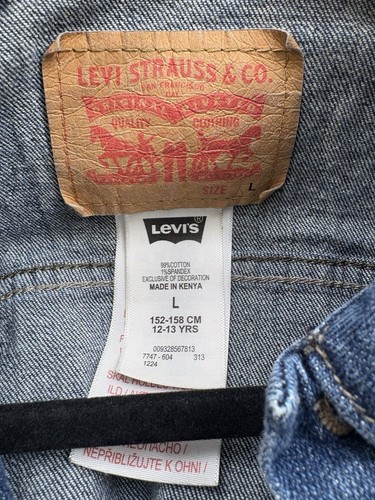 LEVI STRAUSS & CO.
SAN FRANCISCO
CAL.
QUALITY CLOTHING
SIZE L
LEVI'S
99%COTTON
1%SPANDEX
EXCLUSIVE OF DECORATION
MADE IN KENYA
L
152-158 CM
12-13 YRS
009328567813
7747 - 604 313
1224
NEPŘIBLIŽUJTE K OHNI /